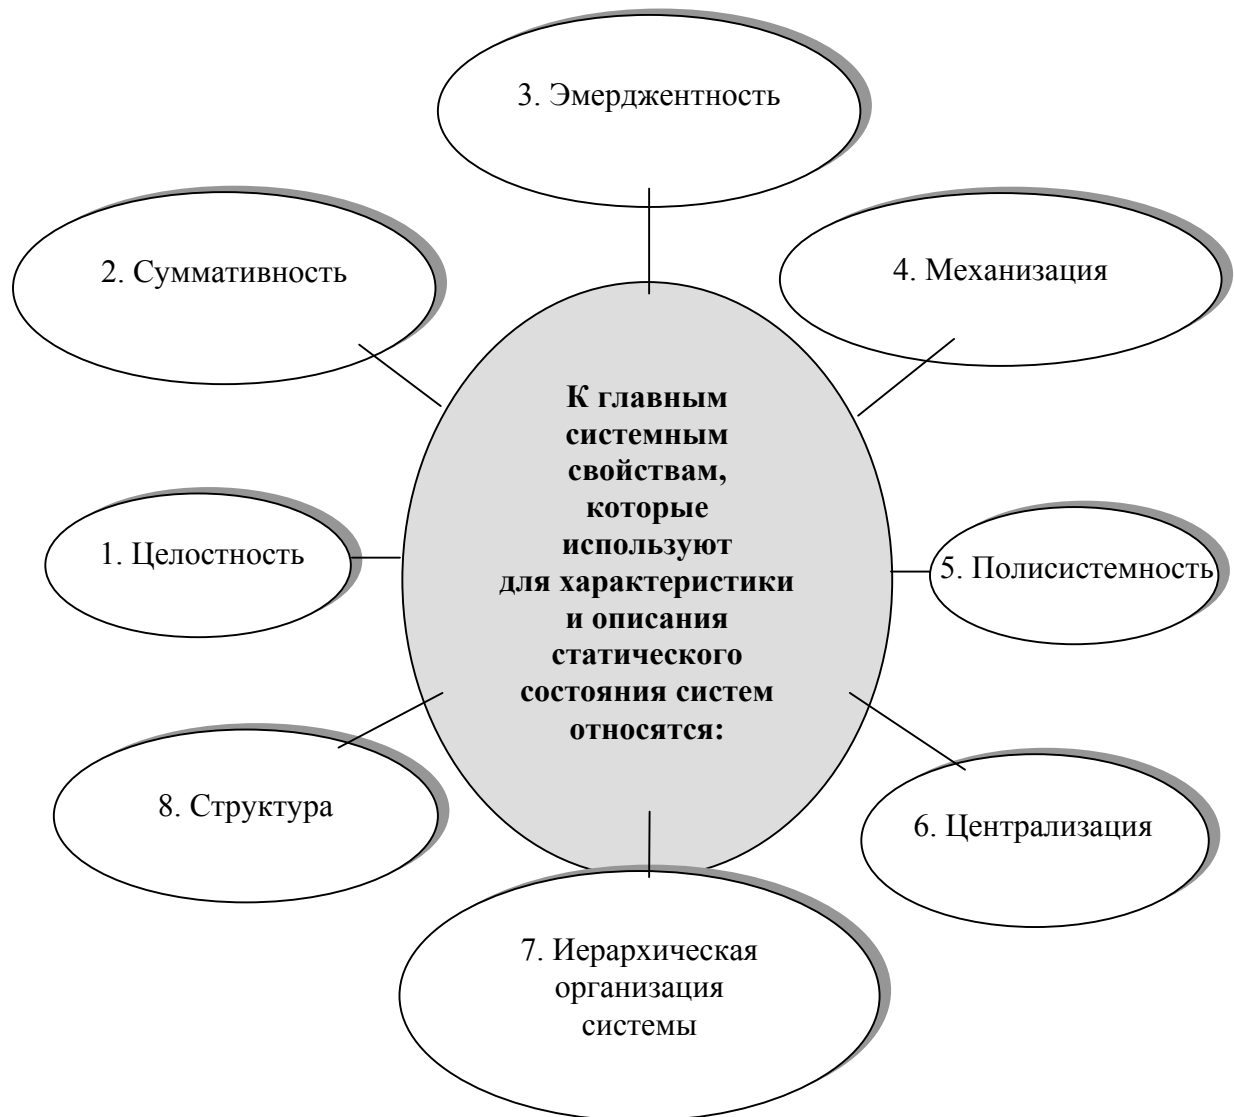 3. Эмерджентность
2. Суммативность
4. Механизация
К главным
системным
свойствам,
которые
используют
для характеристики
и описания
статического
состояния систем
относятся:
1. Целостность
5. Полисистемность
8. Структура
6. Централизация
7. Иерархическая
организация
системы